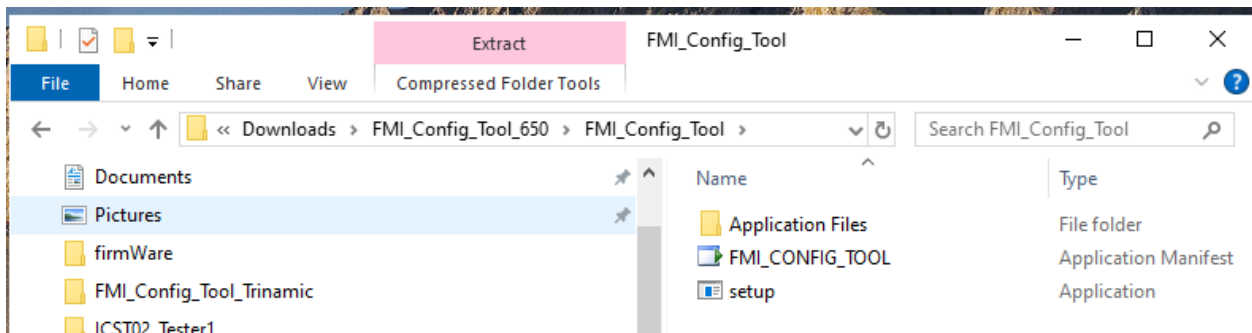 Extract
FMI_Config_Tool
File
Home
Share
View
Compressed Folder Tools
« Downloads > FMI_Config_Tool_650 > FMI_Config_Tool >
Search FMI_Config_Tool
Documents
Pictures
firmWare
FMI_Config_Tool_Trinamic
ICST02_Tester1
Name
Type
Application Files
File folder
FMI_CONFIG_TOOL
Application Manifest
setup
Application